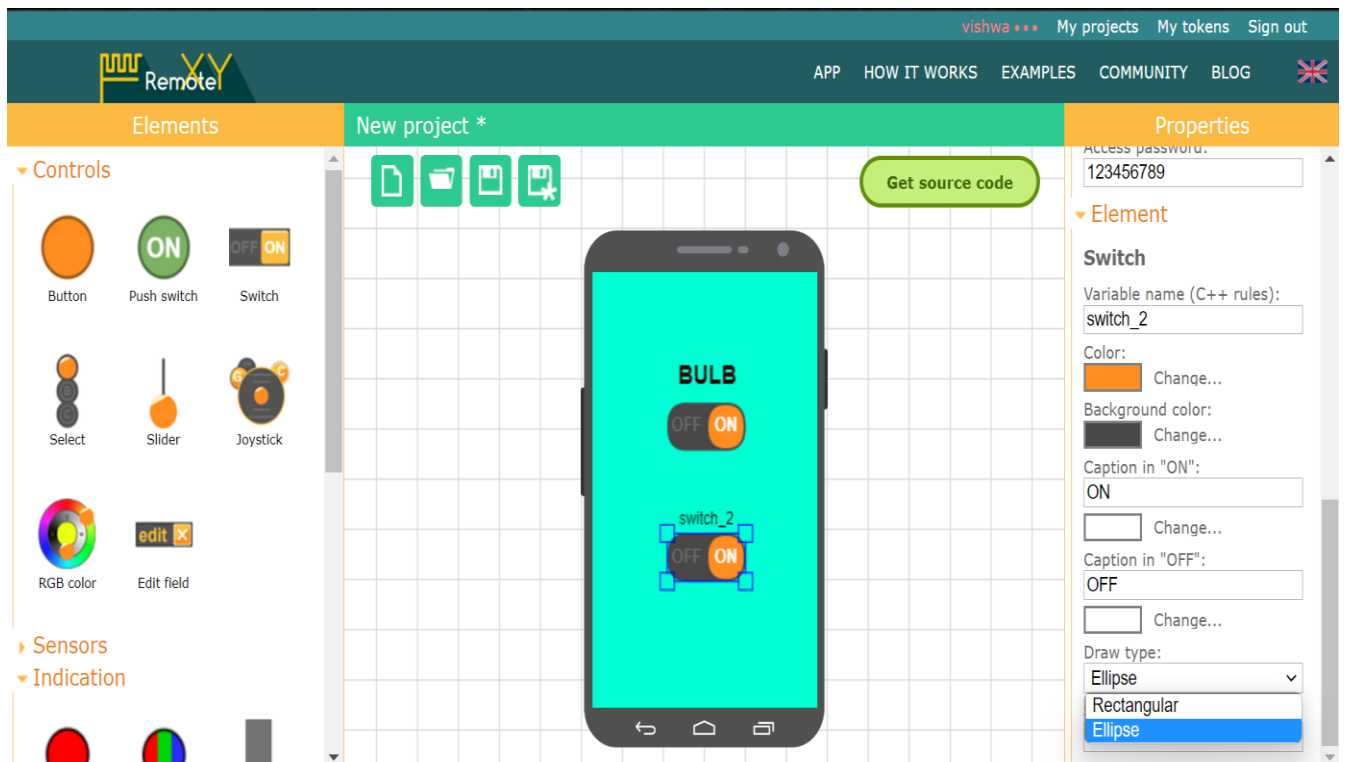 vishwa ••• My projects My tokens Sign out
RemoteXY
APP HOW IT WORKS EXAMPLES COMMUNITY BLOG
Elements
New project *
Properties
Controls
Button Push switch Switch
ON
OFF ON
Select Slider Joystick
B
C
G C
RGB color Edit field
edit X
Sensors
Indication
Get source code
BULB
OFF ON
switch_2
OFF ON
Access password:
123456789
Element
Switch
Variable name (C++ rules):
switch_2
Color:
Change...
Background color:
Change...
Caption in "ON":
ON
Change...
Caption in "OFF":
OFF
Change...
Draw type:
Ellipse
Rectangular
Ellipse